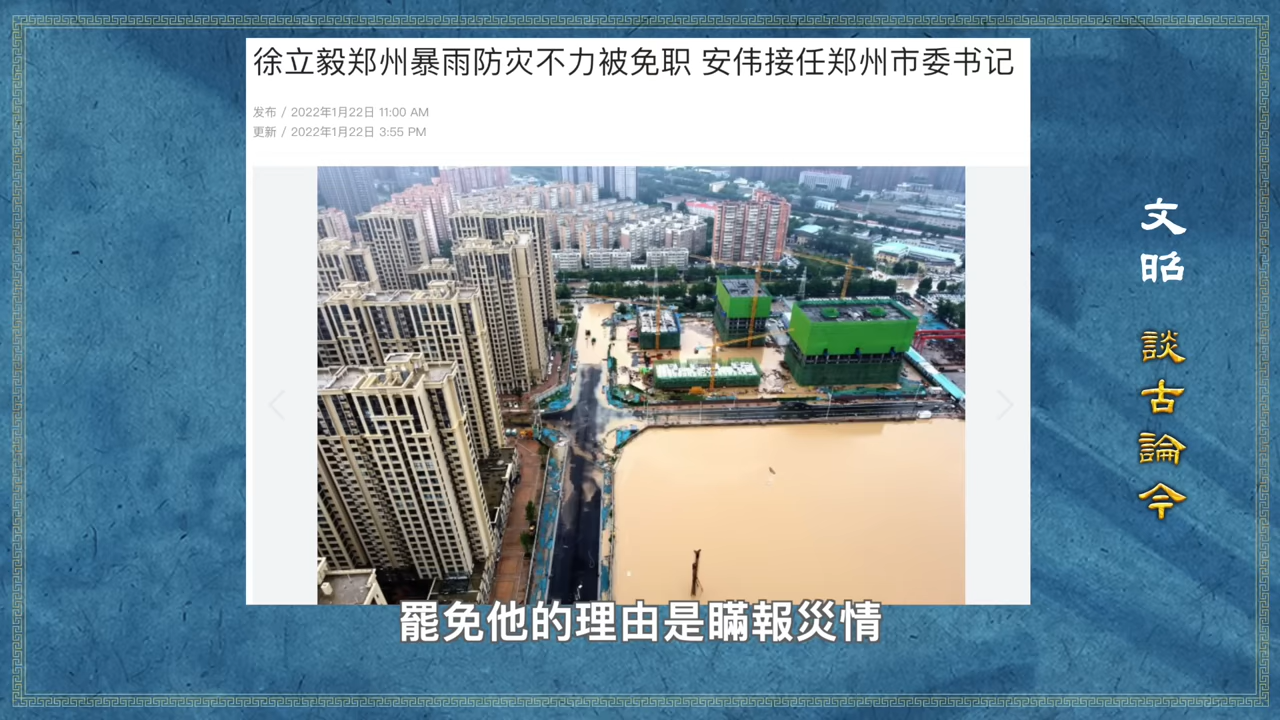 徐立毅郑州暴雨防灾不力被免职 安伟接任郑州市委书记
发布 / 2022年1月22日 11:00 AM
更新 / 2022年1月22日 3:55 PM
文昭
談古論今
罷免他的理由是瞞報災情